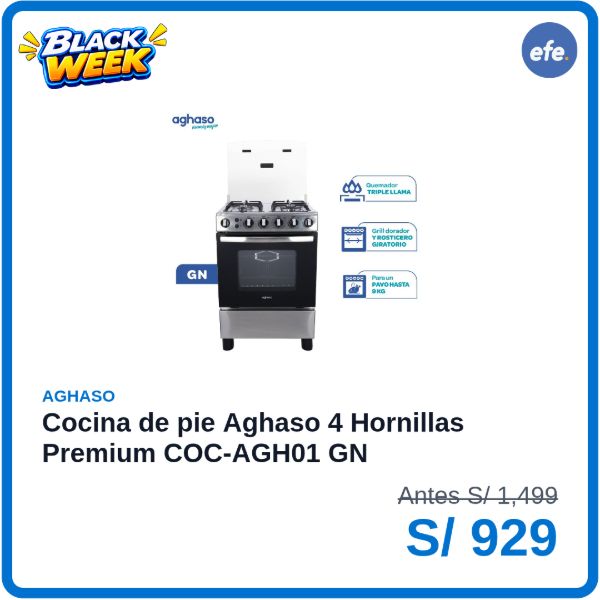 BLACK
WEEK
efe.
aghaso
Quemador
TRIPLE LLAMA
Grill dorador
Y ROSTICERO
GIRATORIO
GN
Para un
PAVO HASTA
9 KG
AGHASO
Cocina de pie Aghaso 4 Hornillas
Premium COC-AGH01 GN
Antes S/ 1,499
S/ 929